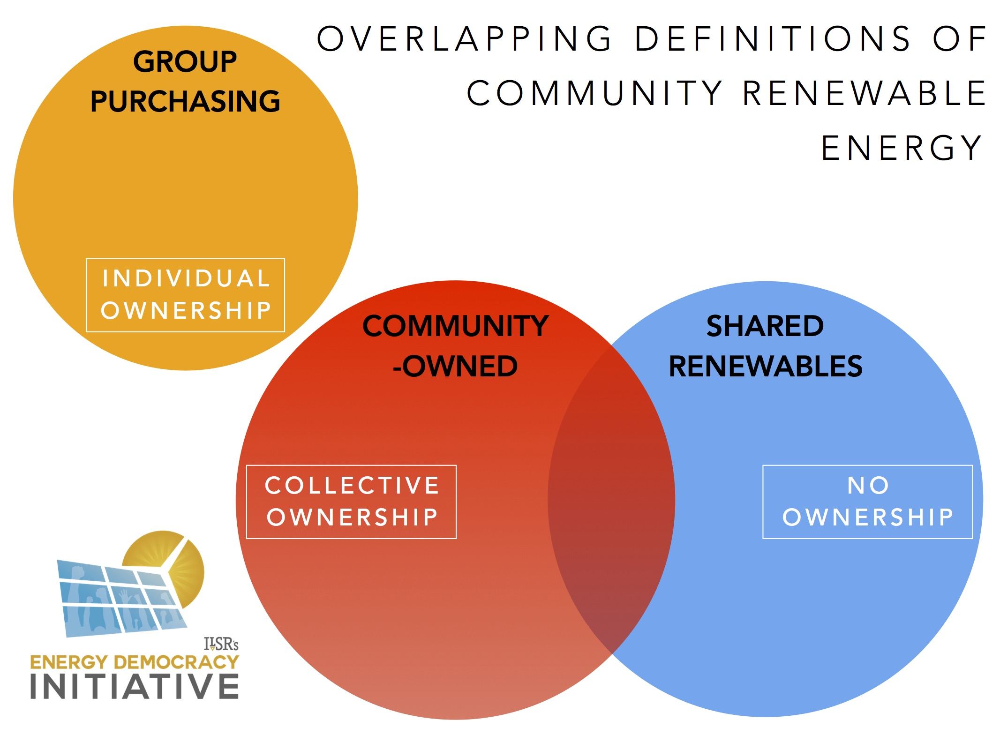 OVERLAPPING DEFINITIONS OF
COMMUNITY RENEWABLE
ENERGY
GROUP
PURCHASING
INDIVIDUAL
OWNERSHIP
COMMUNITY
-OWNED
COLLECTIVE
OWNERSHIP
SHARED
RENEWABLES
NO
OWNERSHIP
ILSR's
ENERGY DEMOCRACY
INITIATIVE